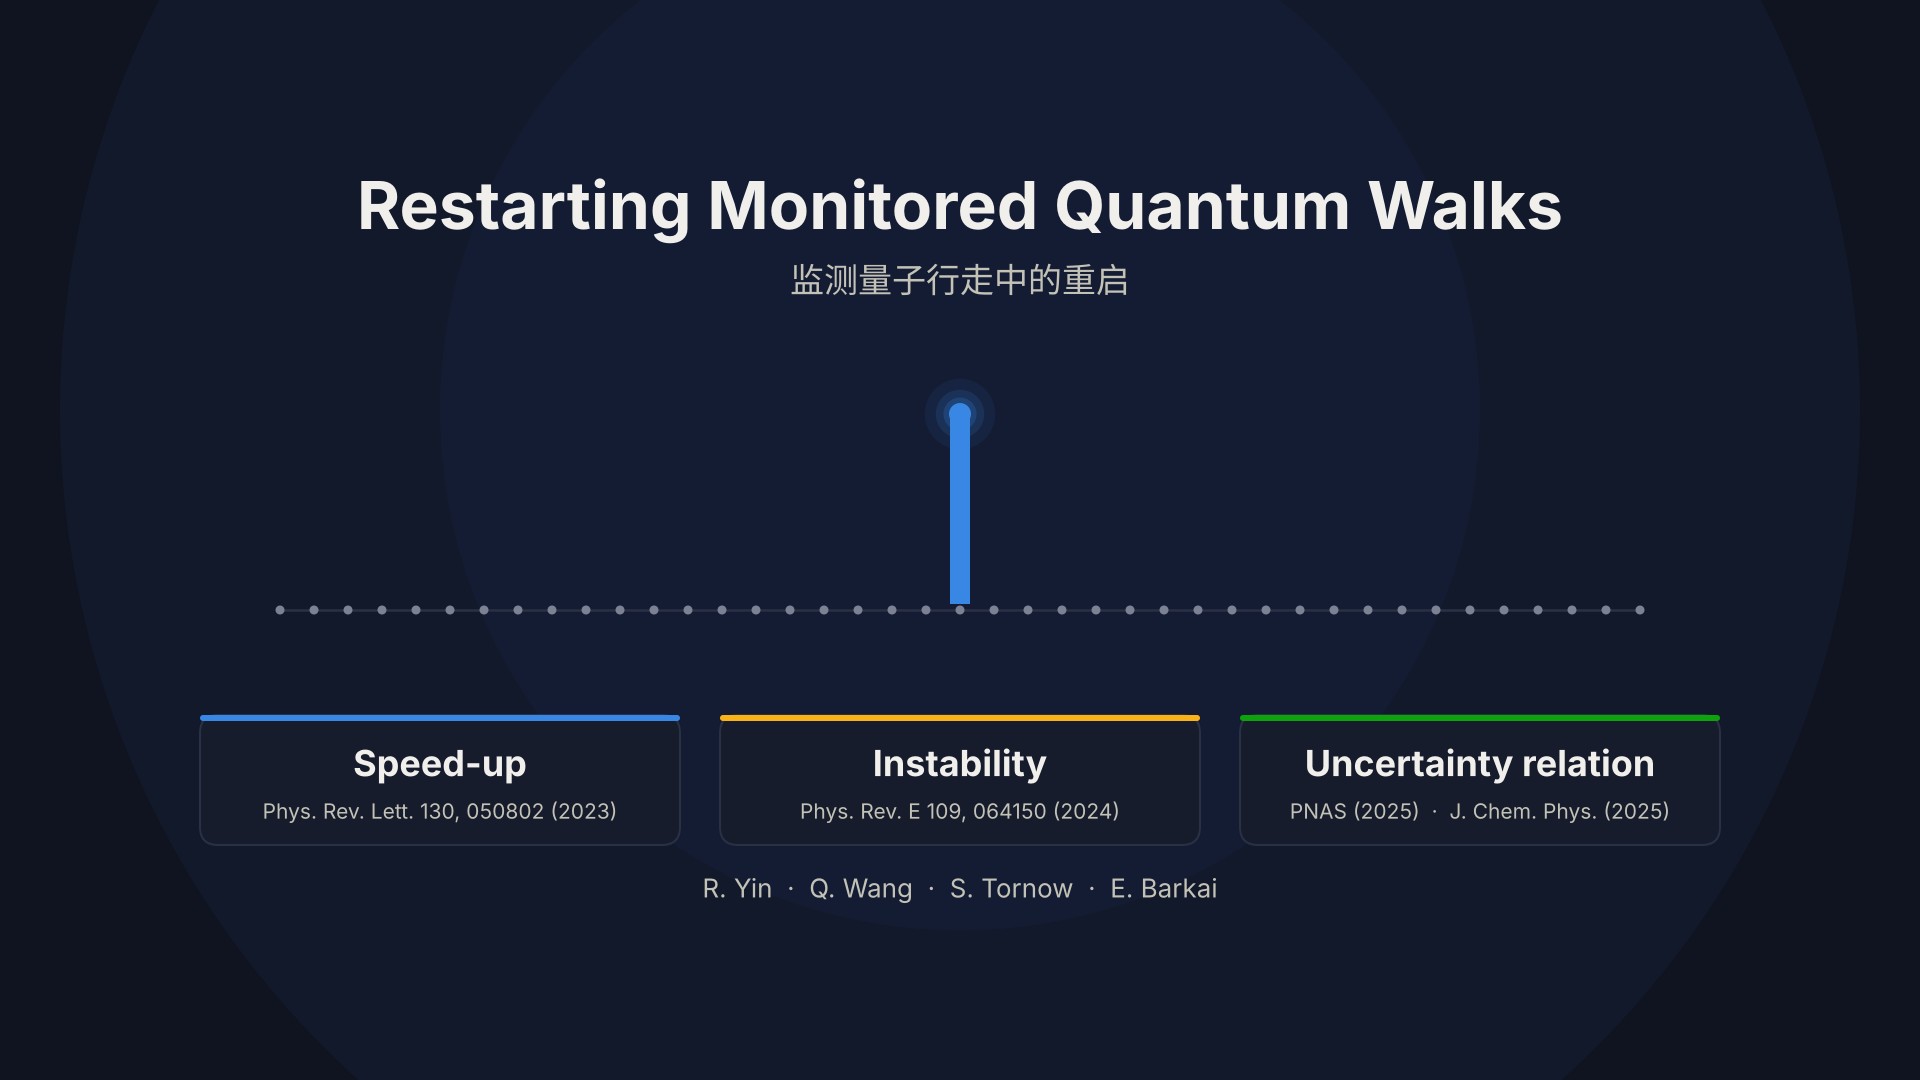 Restarting Monitored Quantum Walks
监测量子行走中的重启
Speed-up
Phys. Rev. Lett. 130, 050802 (2023)
Instability
Phys. Rev. E 109, 064150 (2024)
Uncertainty relation
PNAS (2025) · J. Chem. Phys. (2025)
R. Yin · Q. Wang · S. Tornow · E. Barkai